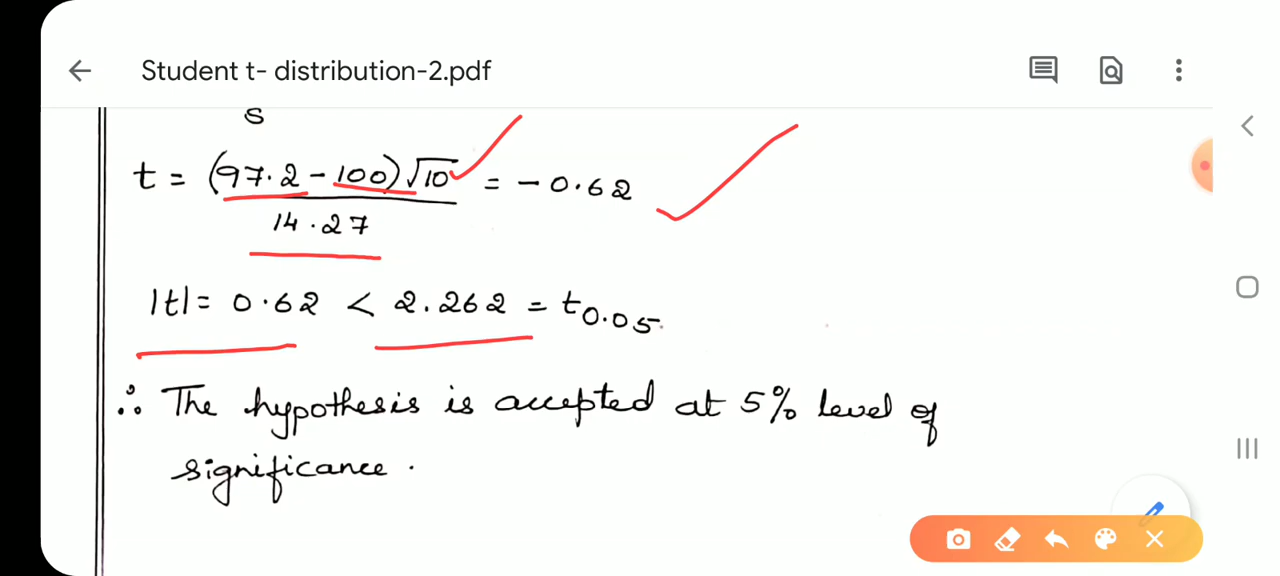 Student t- distribution-2.pdf
s
t = (97.2 - 100)√10 / 14.27 = - 0.62
|t| = 0.62 < 2.262 = t0.05.
∴ The hypothesis is accepted at 5% level of
significance .